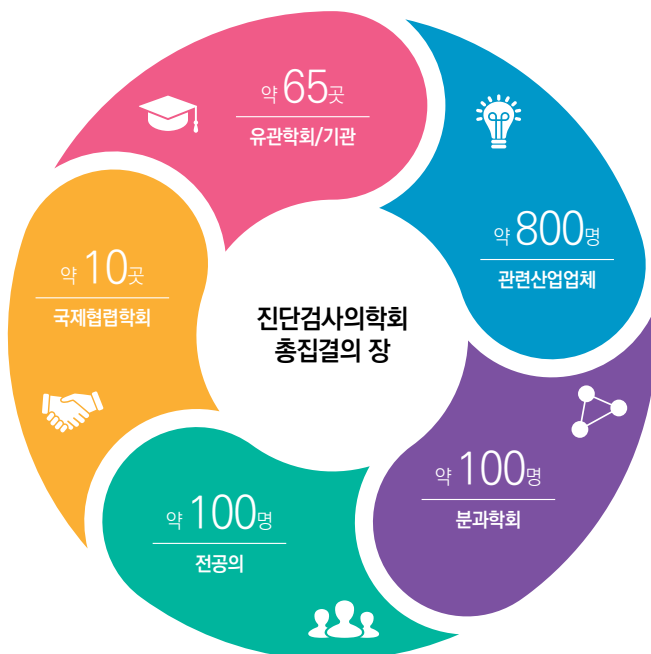 약 65곳
유관학회/기관
약 800명
관련산업업체
약 10곳
국제협렵학회
진단검사의학회
총집결의 장
약 100명
분과학회
약 100명
전공의